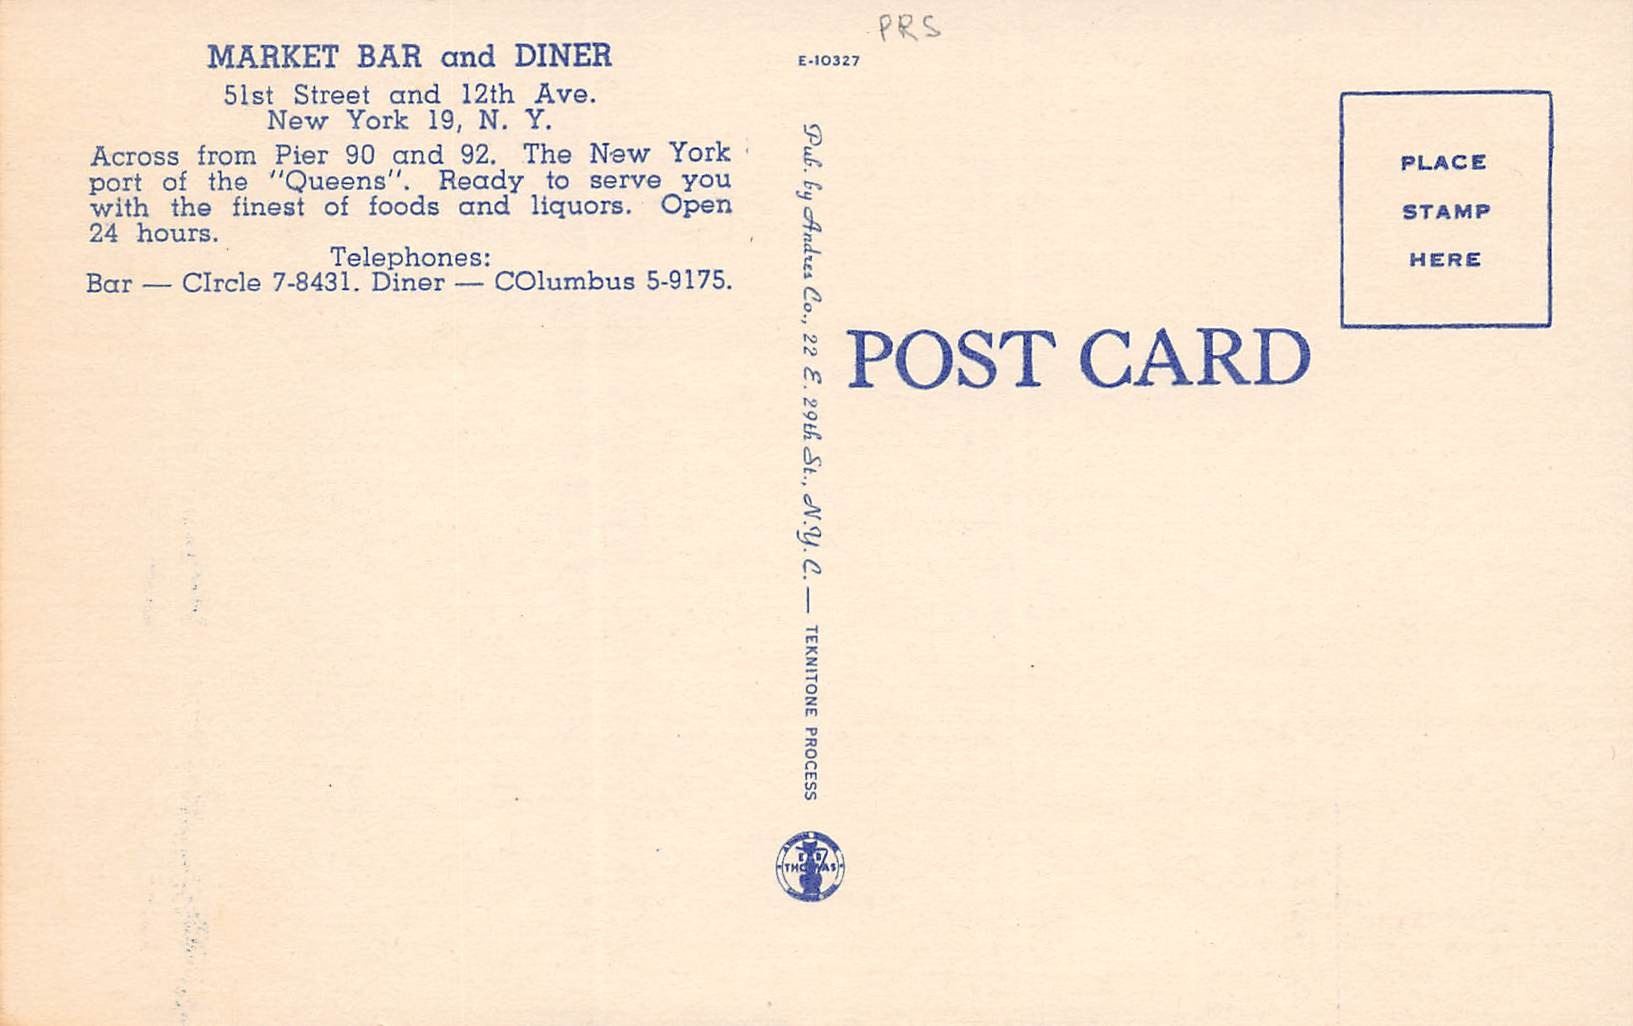 PRS
MARKET BAR and DINER
51st Street and 12th Ave.
New York 19, N. Y.
Across from Pier 90 and 92. The New York
port of the "Queens". Ready to serve you
with the finest of foods and liquors. Open
24 hours.
Telephones:
Bar — CIrcle 7-8431. Diner — COlumbus 5-9175.
E-10327
Pub. by Andres Co., 22 E. 29th St., N.Y.C. — TEKNITONE PROCESS
E B
THOMAS
POST CARD
PLACE
STAMP
HERE